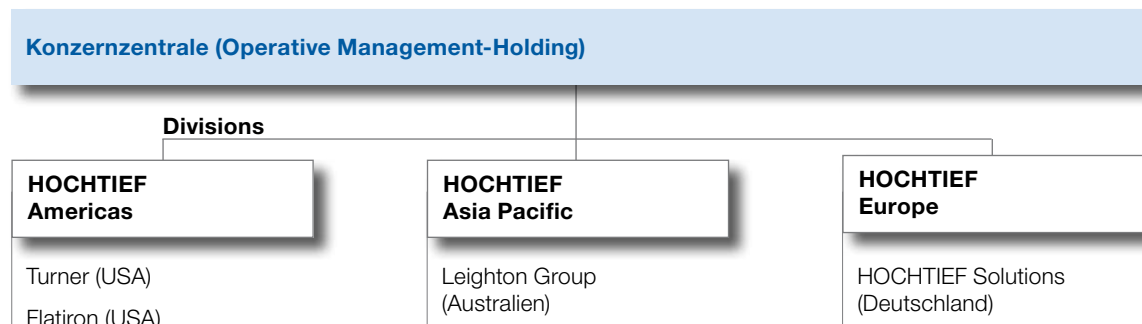 Konzernzentrale (Operative Management-Holding)
Divisions
HOCHTIEF
Americas
Turner (USA)
Flatiron (USA)
HOCHTIEF
Asia Pacific
Leighton Group
(Australien)
HOCHTIEF
Europe
HOCHTIEF Solutions
(Deutschland)